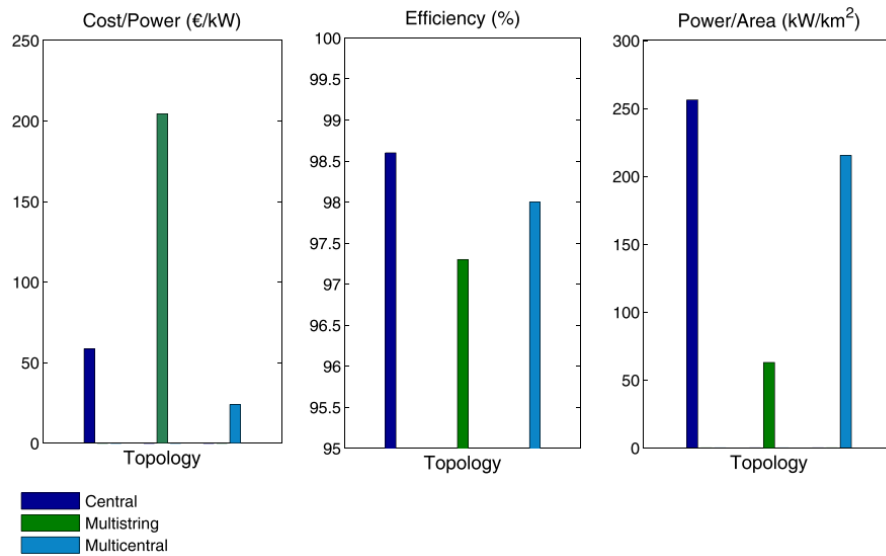 Cost/Power (€/kW)
250
200
150
100
50
0
Topology
Efficiency (%)
100
99.5
99
98.5
98
97.5
97
96.5
96
95.5
95
Topology
Power/Area (kW/km²)
300
250
200
150
100
50
0
Topology
Central
Multistring
Multicentral